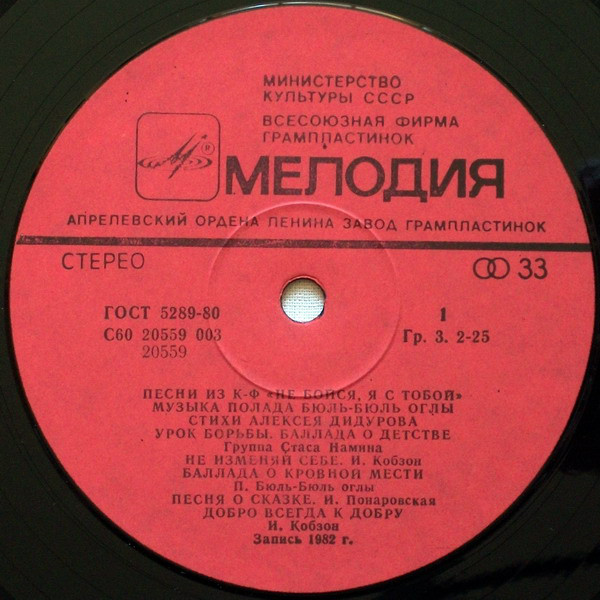 МИНИСТЕРСТВО
КУЛЬТУРЫ СССР
ВСЕСОЮЗНАЯ ФИРМА
ГРАМПЛАСТИНОК
МЕЛОДИЯ
АПРЕЛЕВСКИЙ ОРДЕНА ЛЕНИНА ЗАВОД ГРАМПЛАСТИНОК
СТЕРЕО
33
ГОСТ 5289-80
1
С60 20559 003
Гр. 3. 2-25
20559
ПЕСНИ ИЗ К-Ф «НЕ БОЙСЯ, Я С ТОБОЙ»
МУЗЫКА ПОЛАДА БЮЛЬ-БЮЛЬ ОГЛЫ
СТИХИ АЛЕКСЕЯ ДИДУРОВА
УРОК БОРЬБЫ. БАЛЛАДА О ДЕТСТВЕ
Группа Стаса Намина
НЕ ИЗМЕНЯЙ СЕБЕ. И. Кобзон
БАЛЛАДА О КРОВНОЙ МЕСТИ
П. Бюль-Бюль оглы
ПЕСНЯ О СКАЗКЕ. И. Понаровская
ДОБРО ВСЕГДА К ДОБРУ
И. Кобзон
Запись 1982 г.